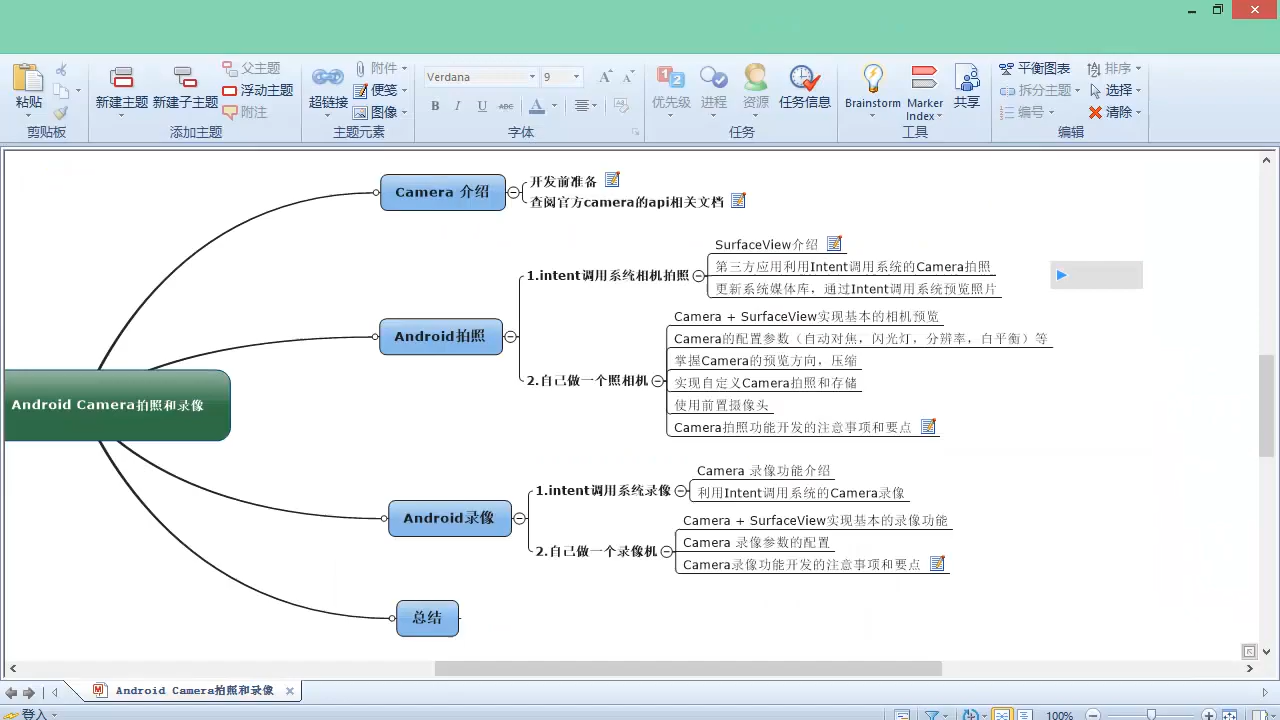 父主题
附件
Verdana
9
平衡图表
排序
粘贴
新建主题
新建子主题
浮动主题
超链接
便笺
优先级
进程
资源
任务信息
Brainstorm
Marker
Index
共享
拆分主题
选择
附注
图像
B I U ABC A
编号
清除
剪贴板
添加主题
主题元素
字体
任务
工具
编辑
Camera 介绍
开发前准备
查阅官方camera的api相关文档
SurfaceView介绍
1.intent调用系统相机拍照
第三方应用利用Intent调用系统的Camera拍照
更新系统媒体库，通过Intent调用系统预览照片
Android拍照
Camera + SurfaceView实现基本的相机预览
Camera的配置参数（自动对焦，闪光灯，分辨率，白平衡）等
掌握Camera的预览方向，压缩
2.自己做一个照相机
实现自定义Camera拍照和存储
使用前置摄像头
Camera拍照功能开发的注意事项和要点
Android Camera拍照和录像
Camera 录像功能介绍
1.intent调用系统录像
利用Intent调用系统的Camera录像
Android录像
Camera + SurfaceView实现基本的录像功能
2.自己做一个录像机
Camera 录像参数的配置
Camera录像功能开发的注意事项和要点
总结
Android Camera拍照和录像
登入
100%